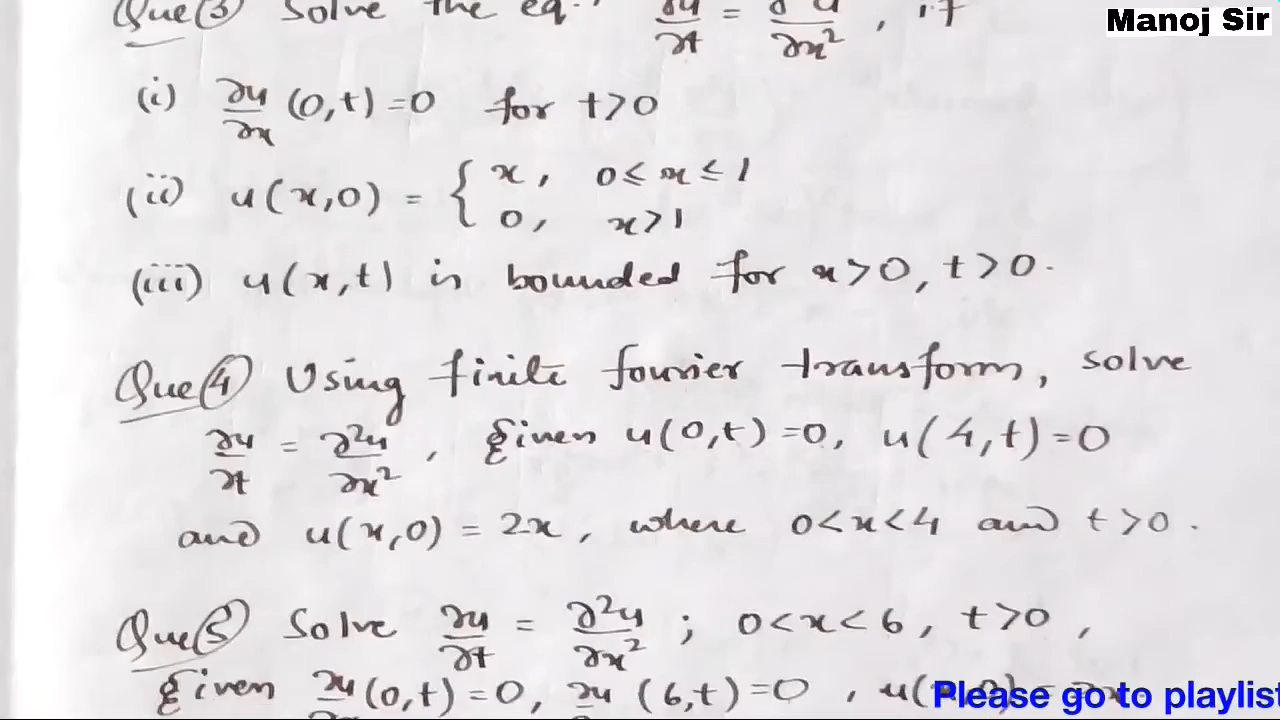 Que ③ Solve the eq. ∂u/∂t = ∂²u/∂x², if
Manoj Sir
(i) ∂u/∂x (0,t) = 0 for t>0
(ii) u(x,0) = { x, 0≤x≤1
0, x>1
(iii) u(x,t) is bounded for x>0, t>0.
Que ④ Using finite fourier transform, solve
∂u/∂t = ∂²u/∂x², given u(0,t)=0, u(4,t)=0
and u(x,0) = 2x, where 0<x<4 and t>0.
Que ⑤ Solve ∂u/∂t = ∂²u/∂x² ; 0<x<6, t>0,
given ∂u (0,t)=0, ∂u (6,t)=0,
Please go to playlist